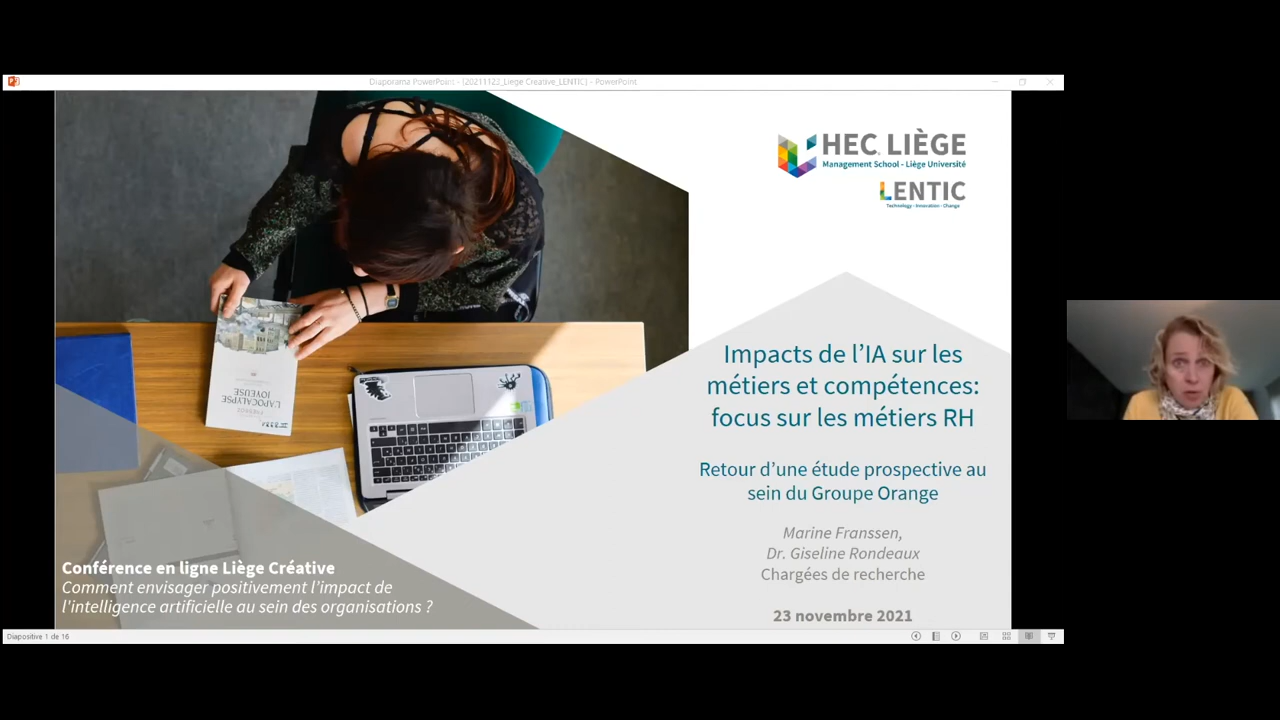 Diaporama PowerPoint - [20211123_Liege Creative_LENTIC] - PowerPoint
HEC LIÈGE
Management School - Liège Université
LENTIC
Technology - Innovation - Change
L'APOCALYPSE
JOYEUSE
Impacts de l'IA sur les
métiers et compétences:
focus sur les métiers RH
Retour d'une étude prospective au
sein du Groupe Orange
Marine Franssen,
Dr. Giseline Rondeaux
Chargées de recherche
23 novembre 2021
Conférence en ligne Liège Créative
Comment envisager positivement l'impact de
l'intelligence artificielle au sein des organisations ?
Diapositive 1 de 16